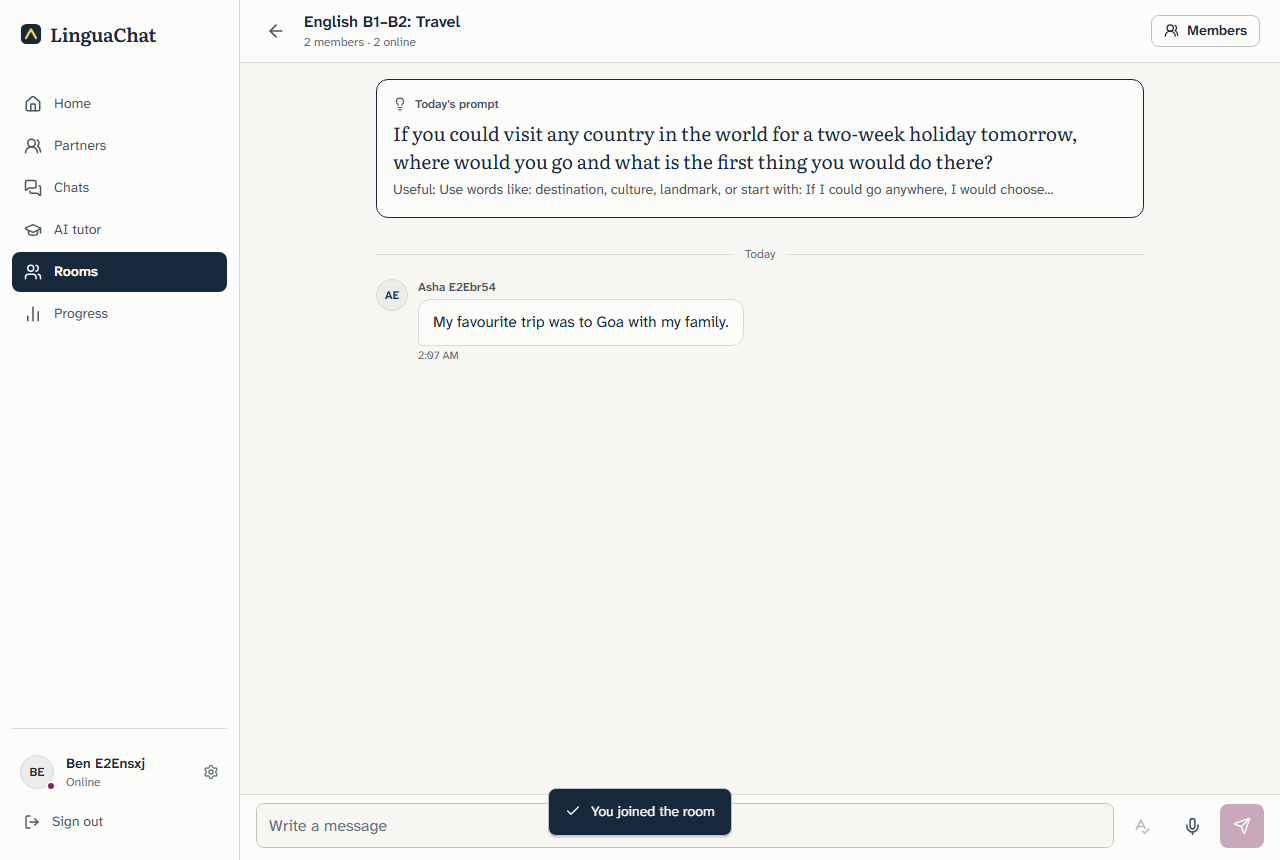 LinguaChat
Home
Partners
Chats
AI tutor
Rooms
Progress
BE
Ben E2Ensxj
Online
Sign out
English B1–B2: Travel
2 members · 2 online
Members
Today's prompt
If you could visit any country in the world for a two-week holiday tomorrow,
where would you go and what is the first thing you would do there?
Useful: Use words like: destination, culture, landmark, or start with: If I could go anywhere, I would choose...
Today
AE
Asha E2Ebr54
My favourite trip was to Goa with my family.
2:07 AM
Write a message
You joined the room